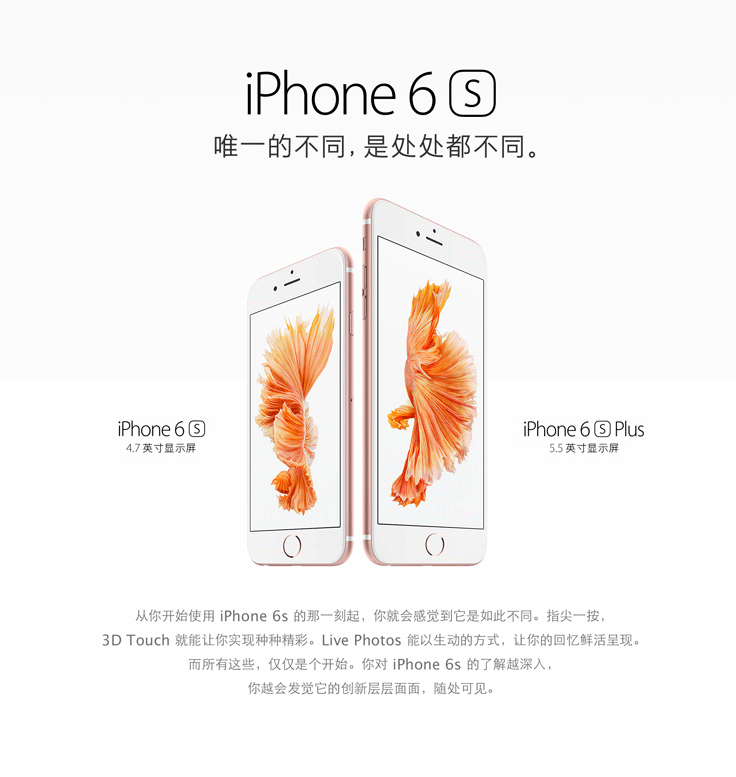 iPhone 6 S
唯一的不同，是处处都不同。
iPhone 6 S
4.7 英寸显示屏
iPhone 6 S Plus
5.5 英寸显示屏
从你开始使用 iPhone 6s 的那一刻起，你就会感觉到它是如此不同。指尖一按，
3D Touch 就能让你实现种种精彩。Live Photos 能以生动的方式，让你的回忆鲜活呈现。
而所有这些，仅仅是个开始。你对 iPhone 6s 的了解越深入，
你越会发觉它的创新层层面面，随处可见。